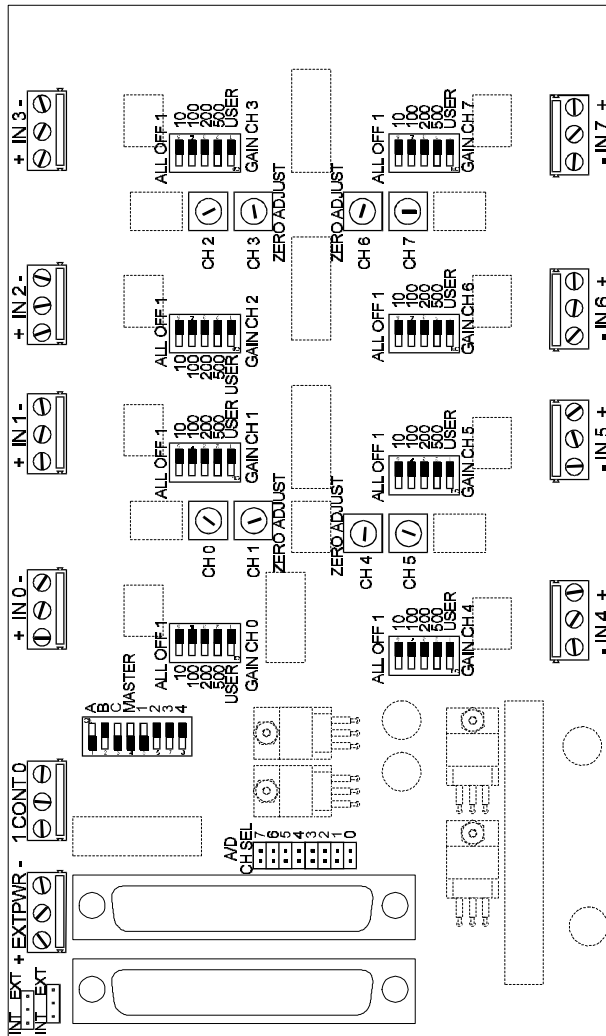 + IN 3 -
ALL OFF 1
10
100
200
500
USER
GAIN CH 3
ALL OFF 1
10
100
200
500
USER
GAIN CH.7
- IN 7 +
CH 2
CH 3
ZERO ADJUST
ZERO ADJUST
CH 6
CH 7
+ IN 2 -
ALL OFF 1
10
100
200
500
USER
GAIN CH 2
ALL OFF 1
10
100
200
500
USER
GAIN CH.6
- IN 6 +
+ IN 1 -
ALL OFF 1
10
100
200
500
USER
GAIN CH 1
ALL OFF 1
10
100
200
500
USER
GAIN CH.5
- IN 5 +
CH 0
CH 1
ZERO ADJUST
ZERO ADJUST
CH 4
CH 5
+ IN 0 -
ALL OFF 1
10
100
200
500
USER
GAIN CH 0
ALL OFF 1
10
100
200
500
USER
GAIN CH.4
- IN 4 +
A
B
C
MASTER
1
2
3
4
1 CONT 0
A/D
CH SEL
7
6
5
4
3
2
1
0
+ EXTPWR -
INT EXT
INT EXT